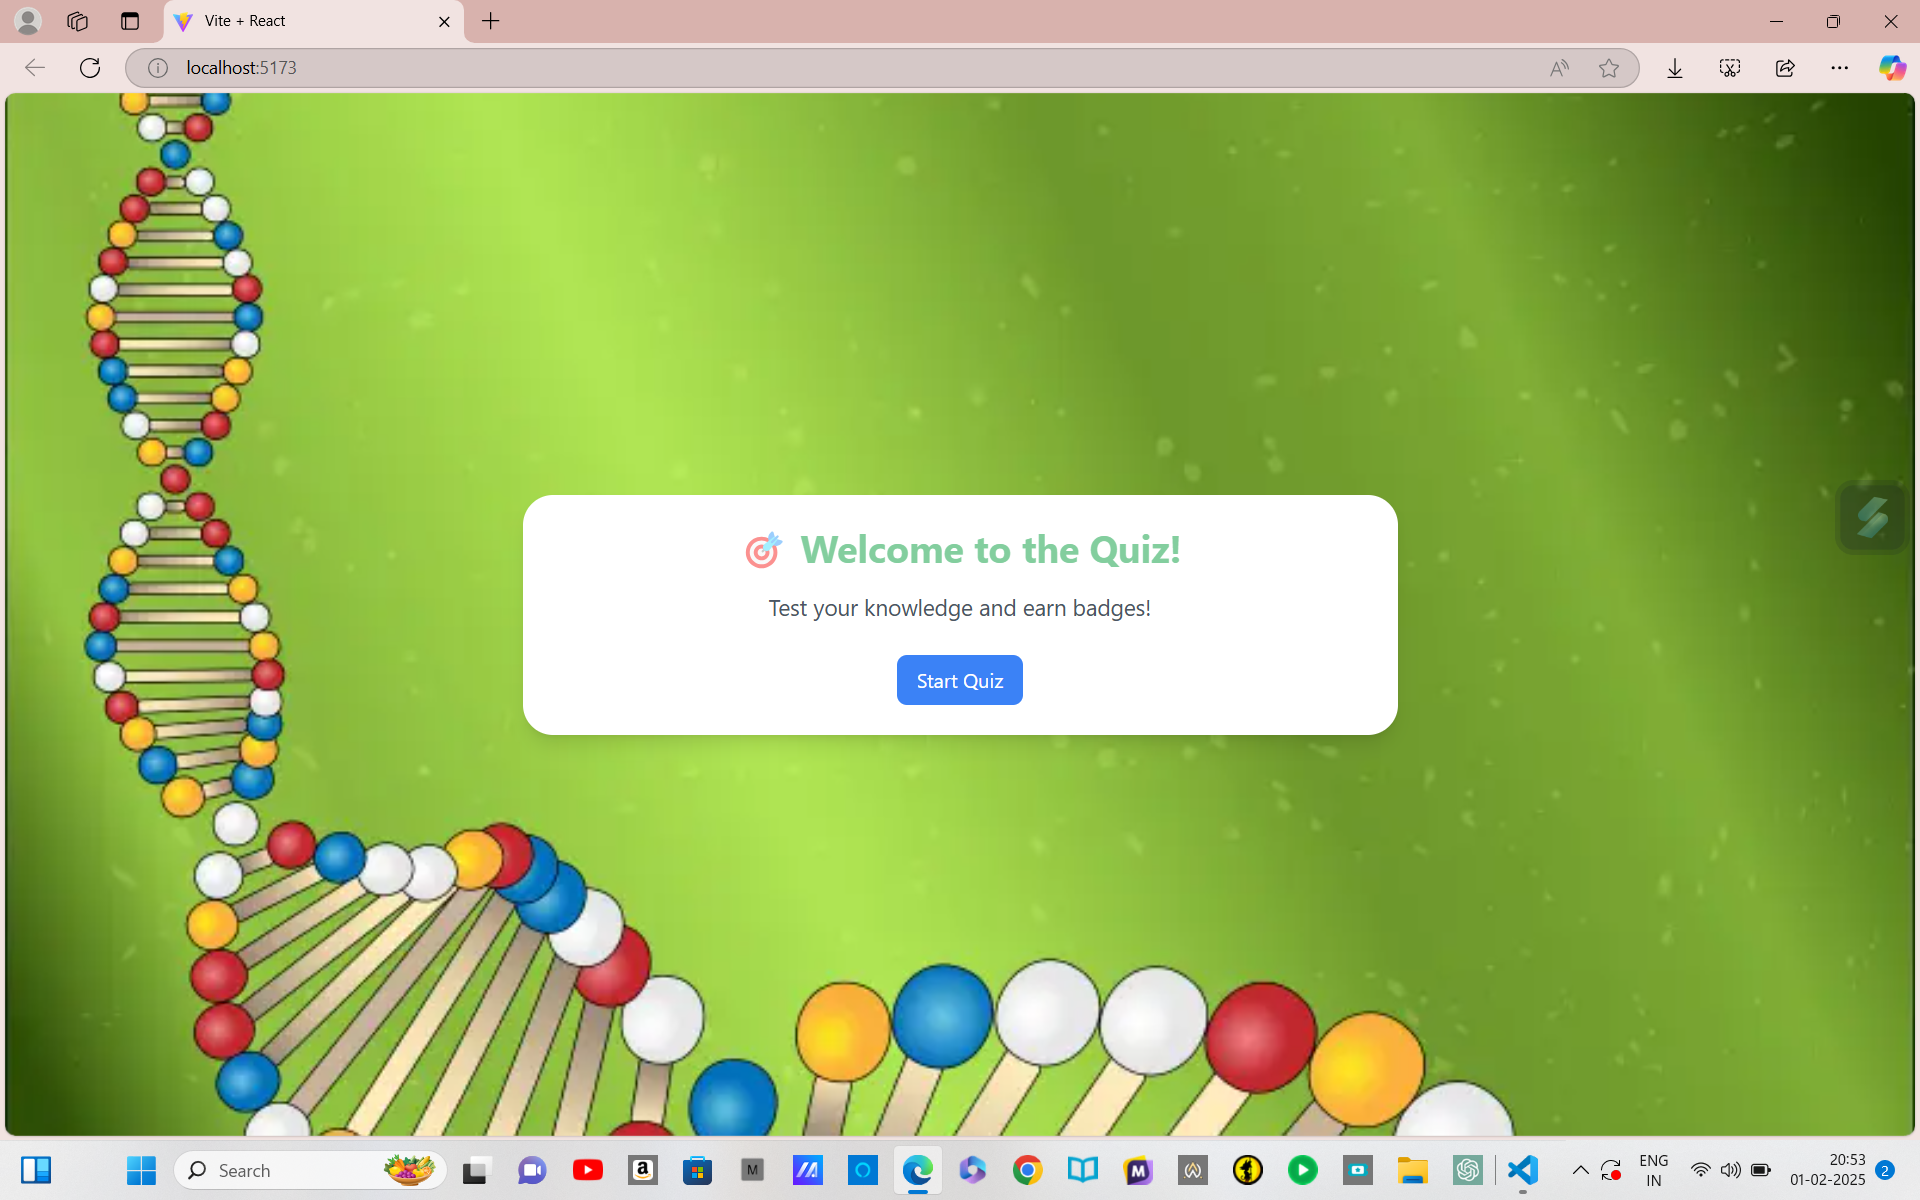 Vite + React
localhost:5173
Welcome to the Quiz!
Test your knowledge and earn badges!
Start Quiz
Search
ENG
IN
20:53
01-02-2025
2